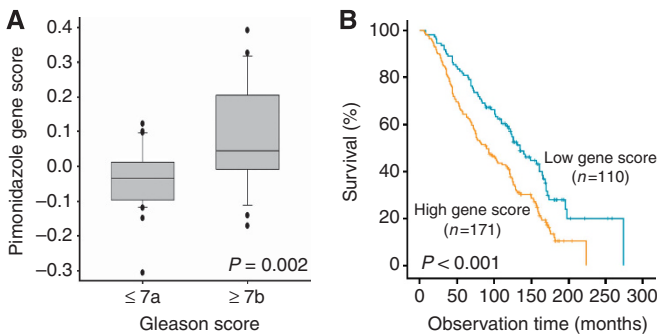 A
Pimonidazole gene score
0.4
0.3
0.2
0.1
0.0
−0.1
−0.2
−0.3
P = 0.002
≤ 7a
≥ 7b
Gleason score
B
Survival (%)
100
80
60
40
20
0
Low gene score
(n=110)
High gene score
(n=171)
P < 0.001
0 50 100 150 200 250 300
Observation time (months)